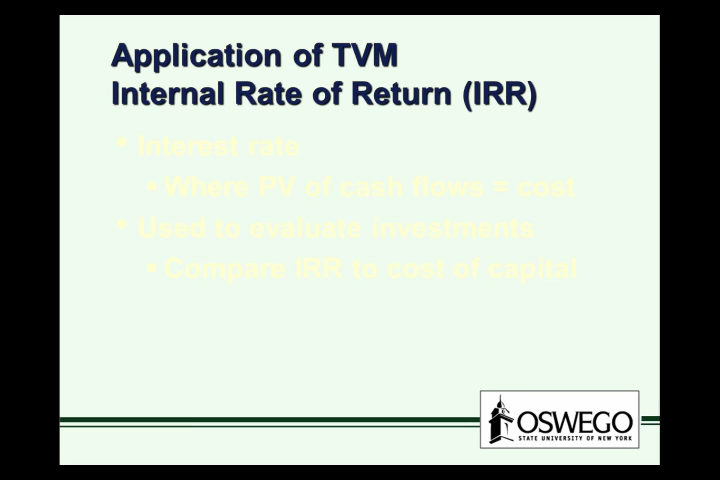 Application of TVM
Internal Rate of Return (IRR)
• Interest rate
• Where PV of cash flows = cost
• Used to evaluate investments
• Compare IRR to cost of capital
OSWEGO
STATE UNIVERSITY OF NEW YORK